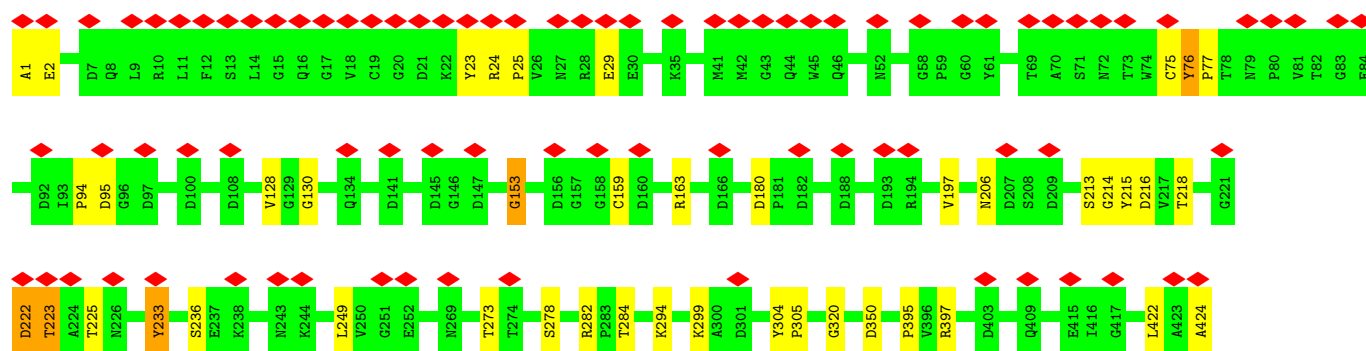 A1 E2 D7 Q8 L9 R10 L11 F12 S13 L14 G15 Q16 G17 V18 C19 G20 D21 K22 Y23 R24 P25 V26 N27 R28 E29 E30 K35 M41 M42 G43 Q44 W45 Q46 N52 G58 P59 G60 Y61 T69 A70 S71 N72 T73 W74 C75 Y76 P77 T78 N79 P80 V81 T82 G83 E84
D92 I93 P94 D95 G96 D97 D100 D108 V128 G129 G130 Q134 D141 D145 G146 D147 G153 D156 G157 G158 C159 D160 R163 D166 D180 P181 D182 D188 D193 R194 V197 N206 D207 S208 D209 S213 G214 Y215 D216 V217 T218 G221
D222 T223 A224 T225 N226 Y233 S236 E237 K238 N243 K244 L249 V250 G251 E252 N269 T273 T274 S278 R282 P283 T284 K294 K299 A300 D301 Y304 P305 G320 D350 P395 V396 R397 D403 Q409 E415 I416 G417 L422 A423 A424